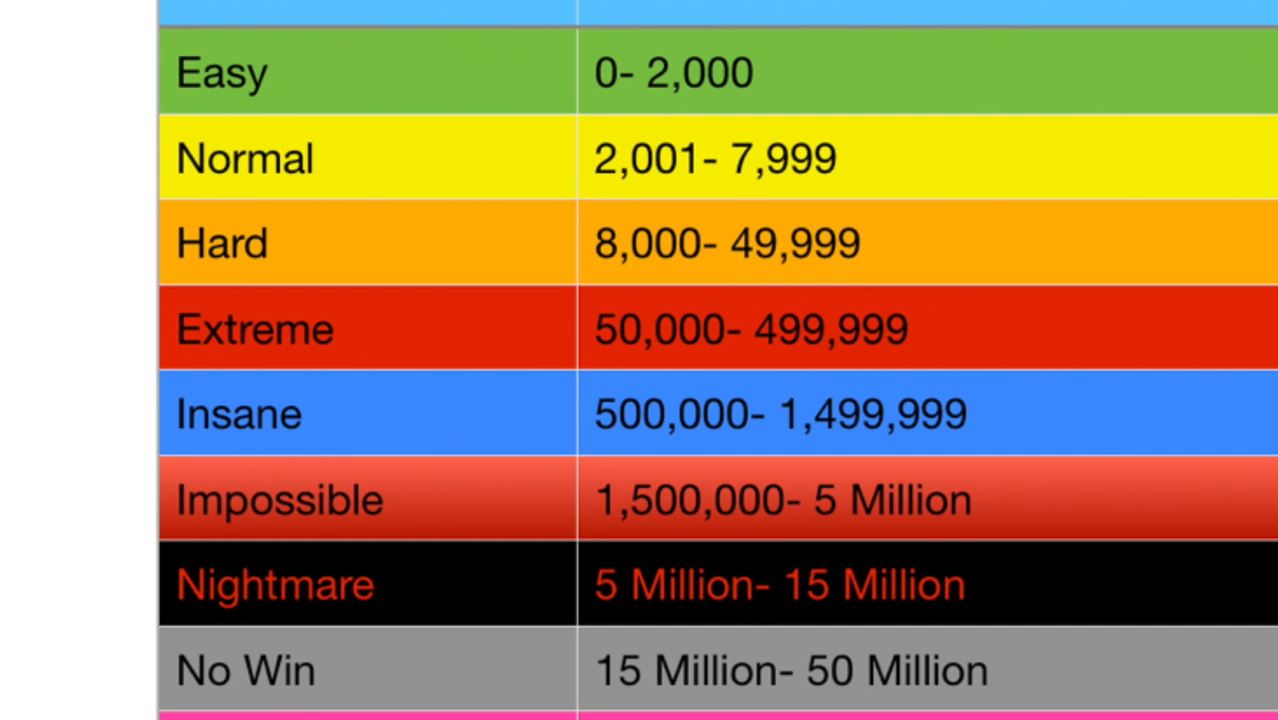 Easy 0- 2,000
Normal 2,001- 7,999
Hard 8,000- 49,999
Extreme 50,000- 499,999
Insane 500,000- 1,499,999
Impossible 1,500,000- 5 Million
Nightmare 5 Million- 15 Million
No Win 15 Million- 50 Million